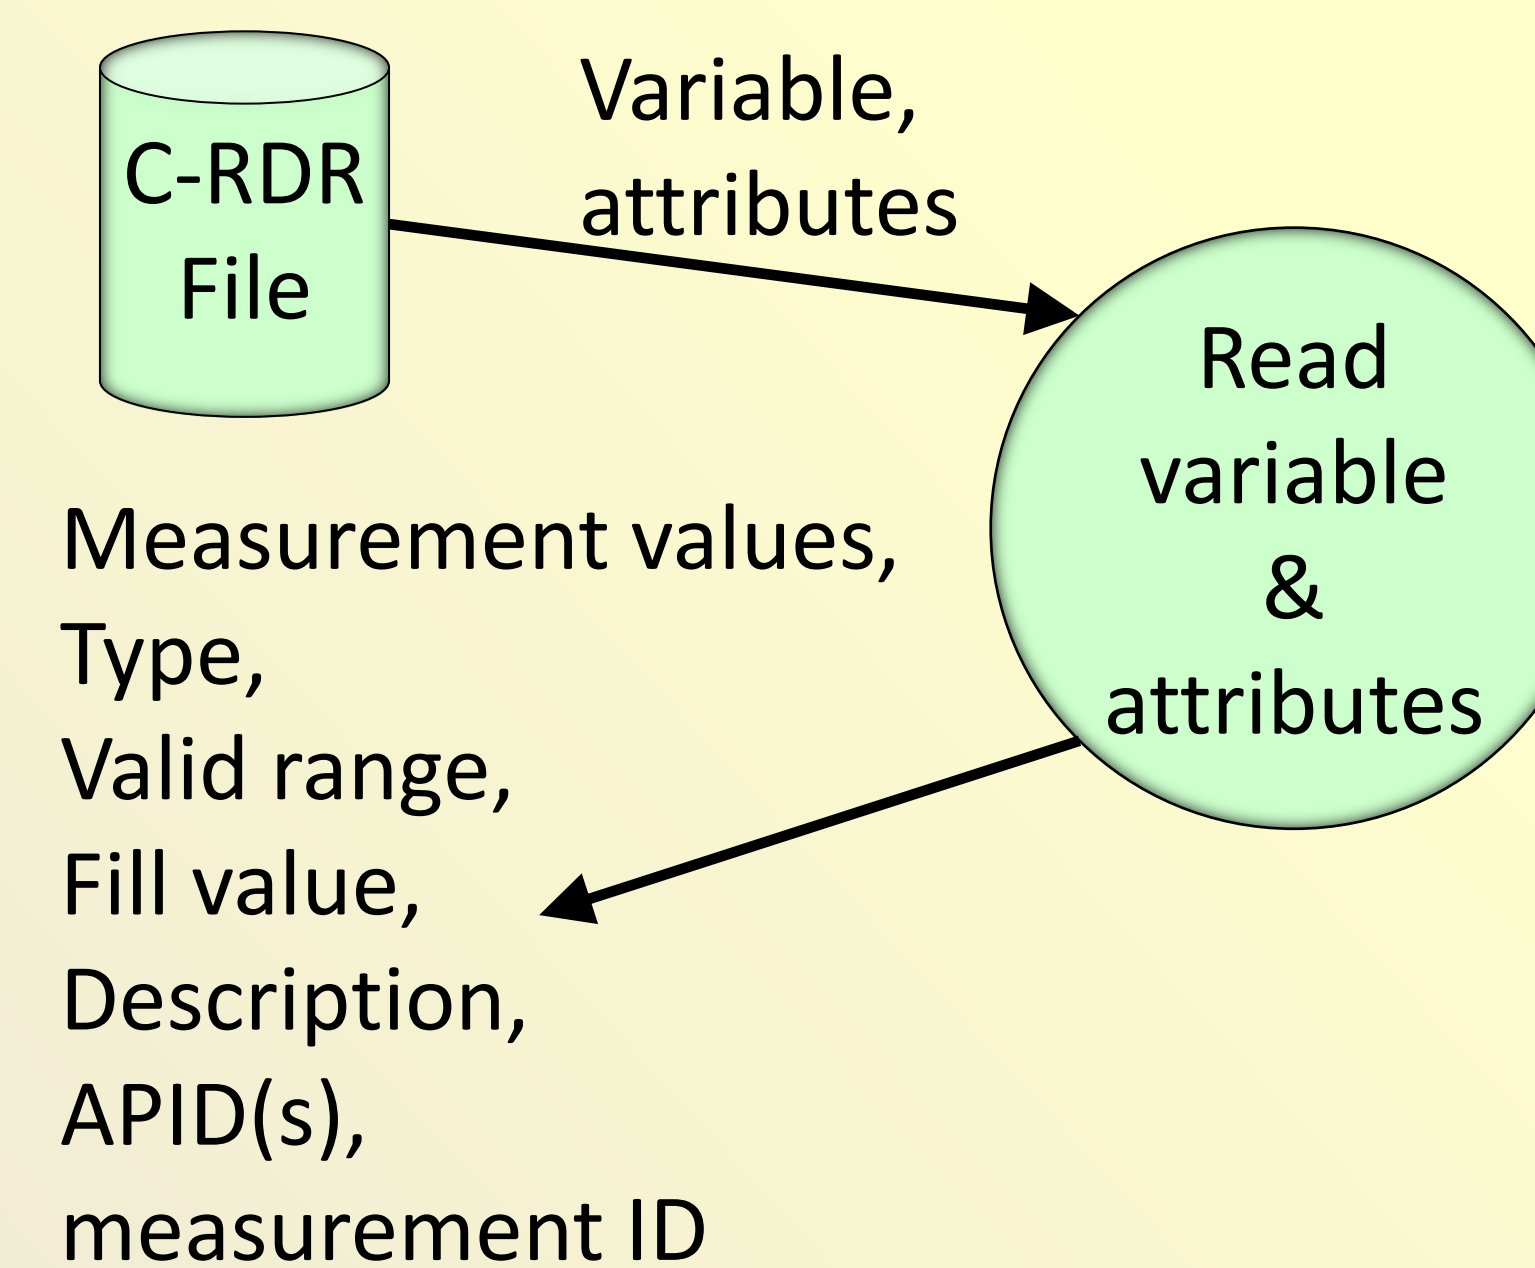 C-RDR
File
Variable,
attributes
Read
variable
&
attributes
Measurement values,
Type,
Valid range,
Fill value,
Description,
APID(s),
measurement ID